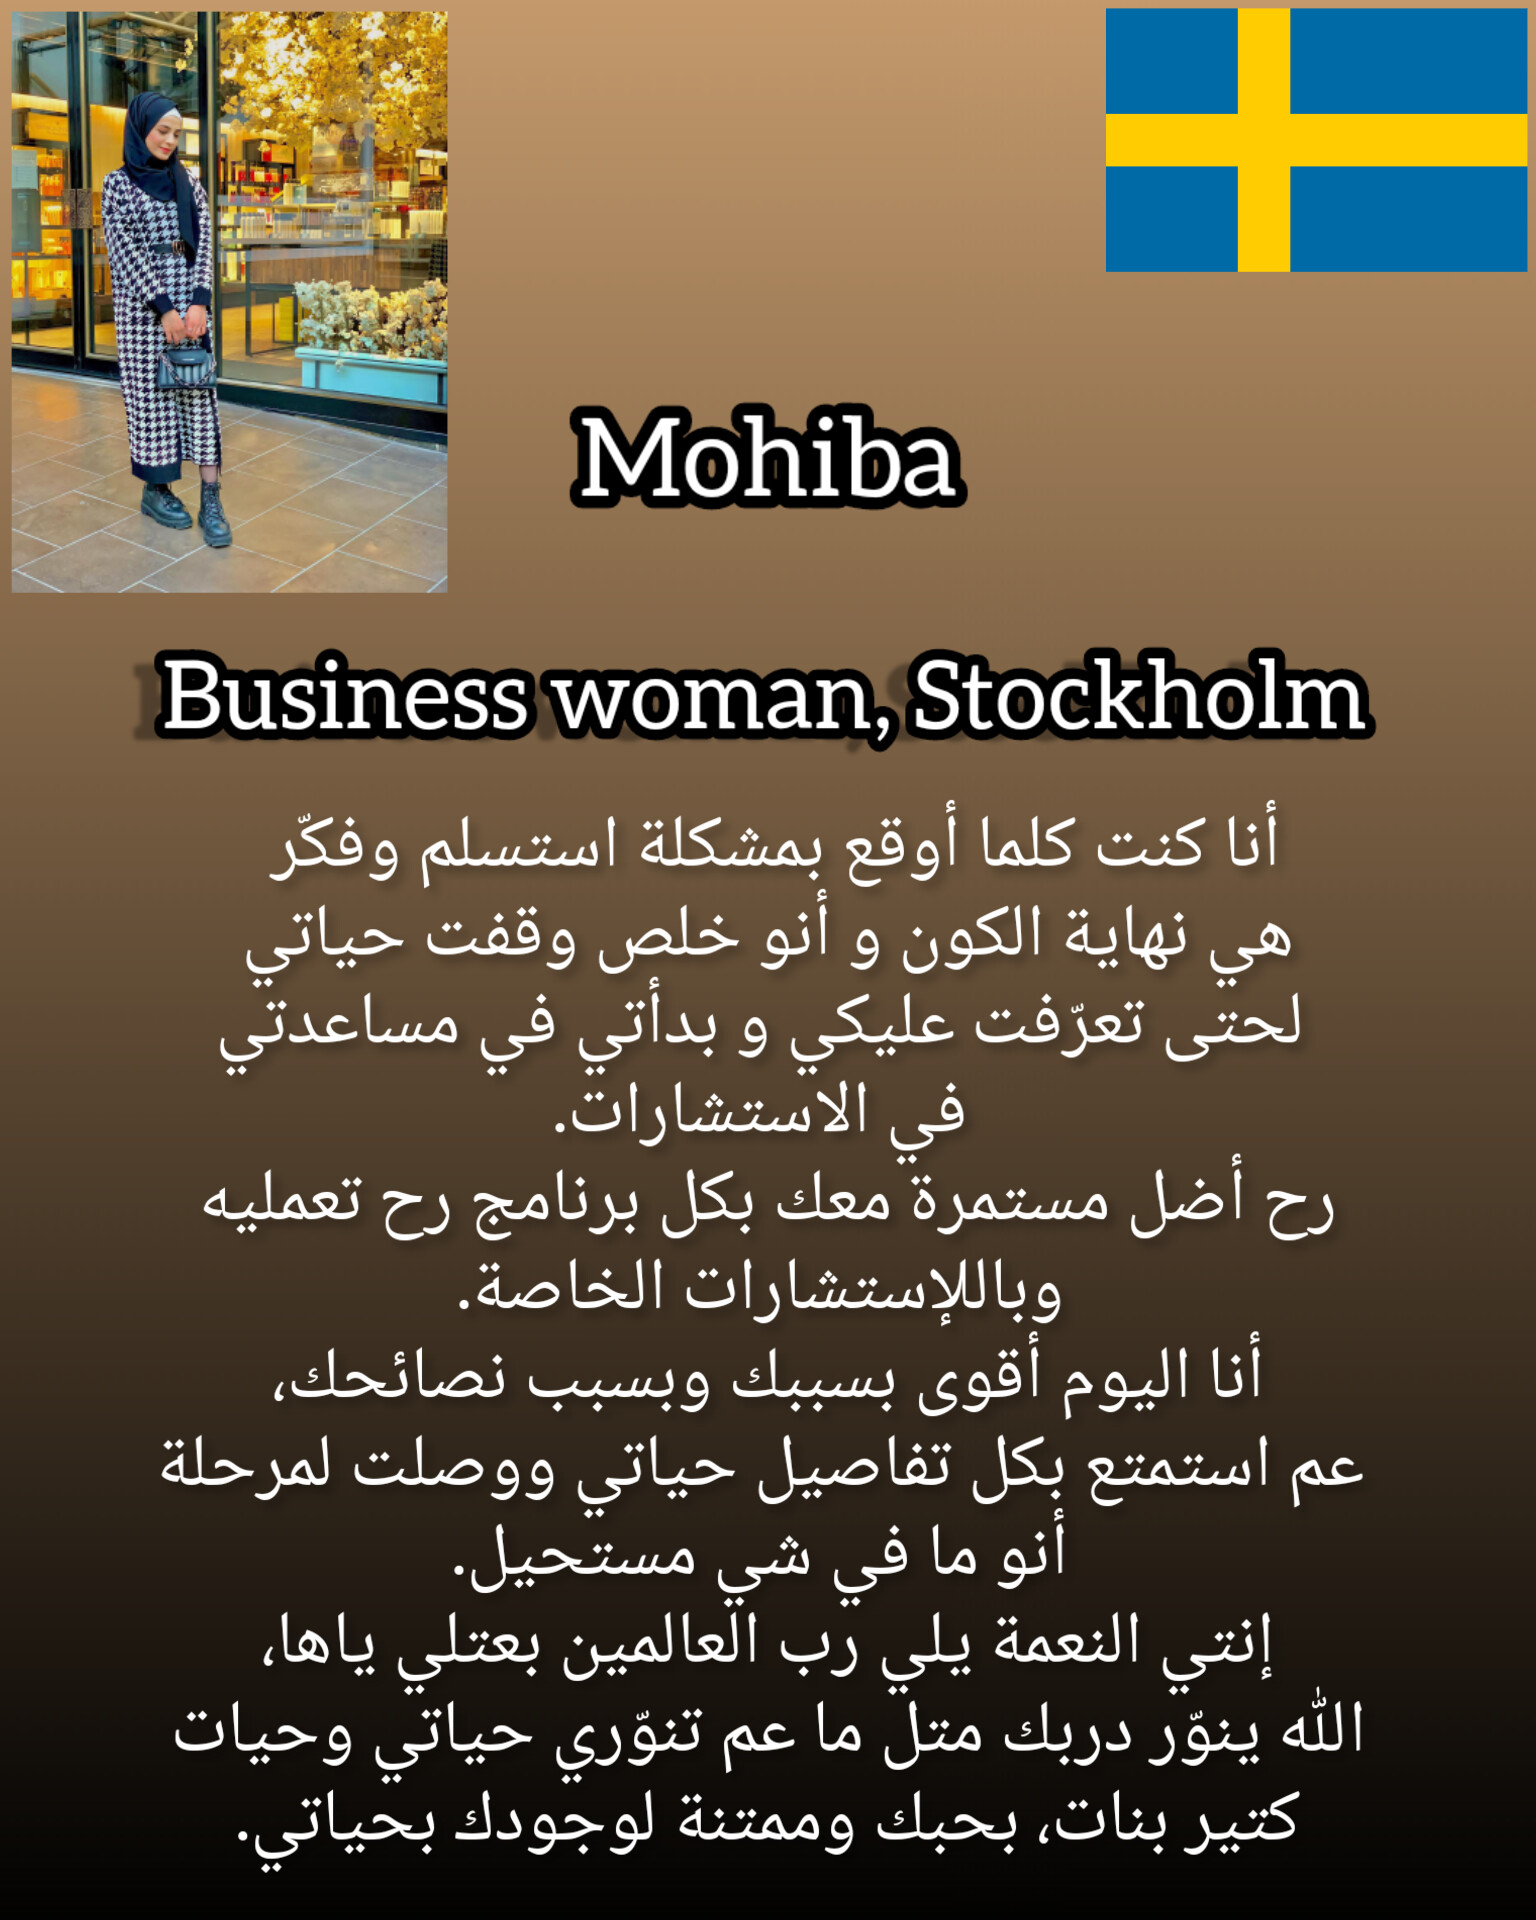 Mohiba
Business woman, Stockholm
أنا كنت كلما أوقع بمشكلة استسلم وفكّر
هي نهاية الكون و أنو خلص وقفت حياتي
لحتى تعرّفت عليكي و بدأتي في مساعدتي
في الاستشارات.
رح أضل مستمرة معك بكل برنامج رح تعمليه
وباللإستشارات الخاصة.
أنا اليوم أقوى بسببك وبسبب نصائحك،
عم استمتع بكل تفاصيل حياتي ووصلت لمرحلة
أنو ما في شي مستحيل.
إنتي النعمة يلي رب العالمين بعتلي ياها،
الله ينوّر دربك متل ما عم تنوّري حياتي وحيات
كتير بنات، بحبك وممتنة لوجودك بحياتي.